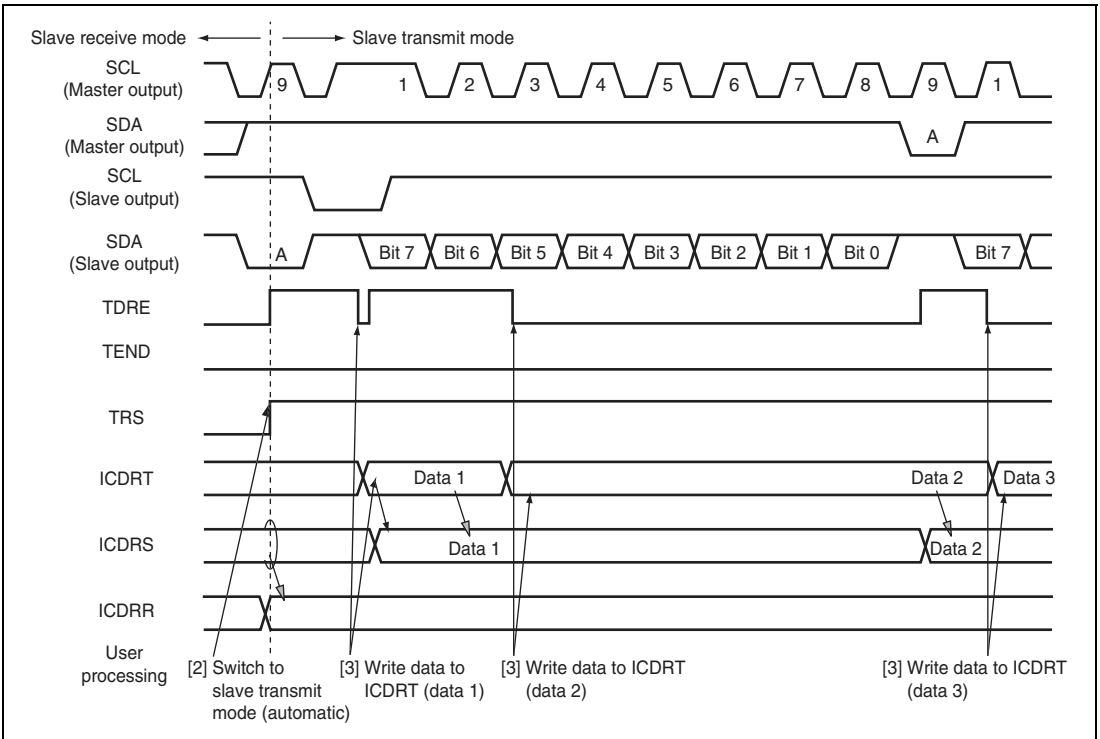 Slave receive mode
Slave transmit mode
SCL
(Master output)
9
1
2
3
4
5
6
7
8
9
1
SDA
(Master output)
A
SCL
(Slave output)
SDA
(Slave output)
A
Bit 7
Bit 6
Bit 5
Bit 4
Bit 3
Bit 2
Bit 1
Bit 0
Bit 7
TDRE
TEND
TRS
ICDRT
Data 1
Data 2
Data 3
ICDRS
Data 1
Data 2
ICDRR
User
processing
[2] Switch to
slave transmit
mode (automatic)
[3] Write data to
ICDRT (data 1)
[3] Write data to ICDRT
(data 2)
[3] Write data to ICDRT
(data 3)